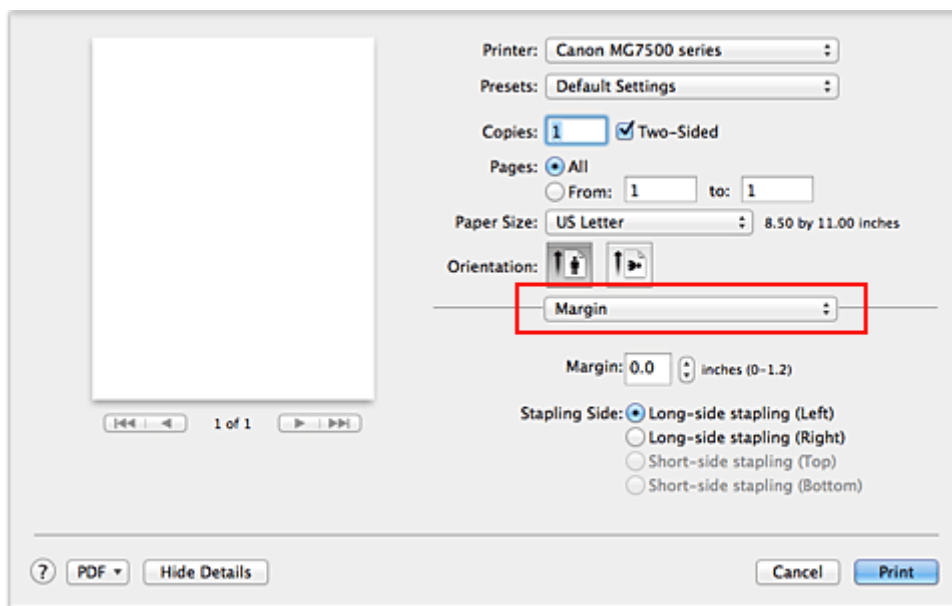 Printer: Canon MG7500 series
Presets: Default Settings
Copies: 1 Two-Sided
Pages: All
From: 1 to: 1
Paper Size: US Letter 8.50 by 11.00 inches
Orientation:
Margin
Margin: 0.0 inches (0-1.2)
Stapling Side: Long-side stapling (Left)
Long-side stapling (Right)
Short-side stapling (Top)
Short-side stapling (Bottom)
1 of 1
? PDF Hide Details Cancel Print